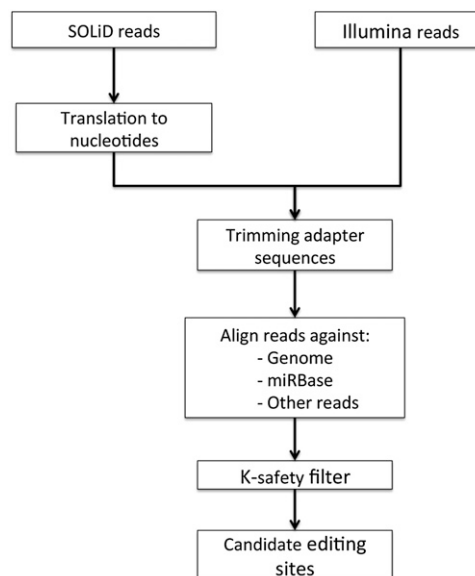 SOLiD reads
Illumina reads
Translation to
nucleotides
Trimming adapter
sequences
Align reads against:
- Genome
- miRBase
- Other reads
K-safety filter
Candidate editing
sites